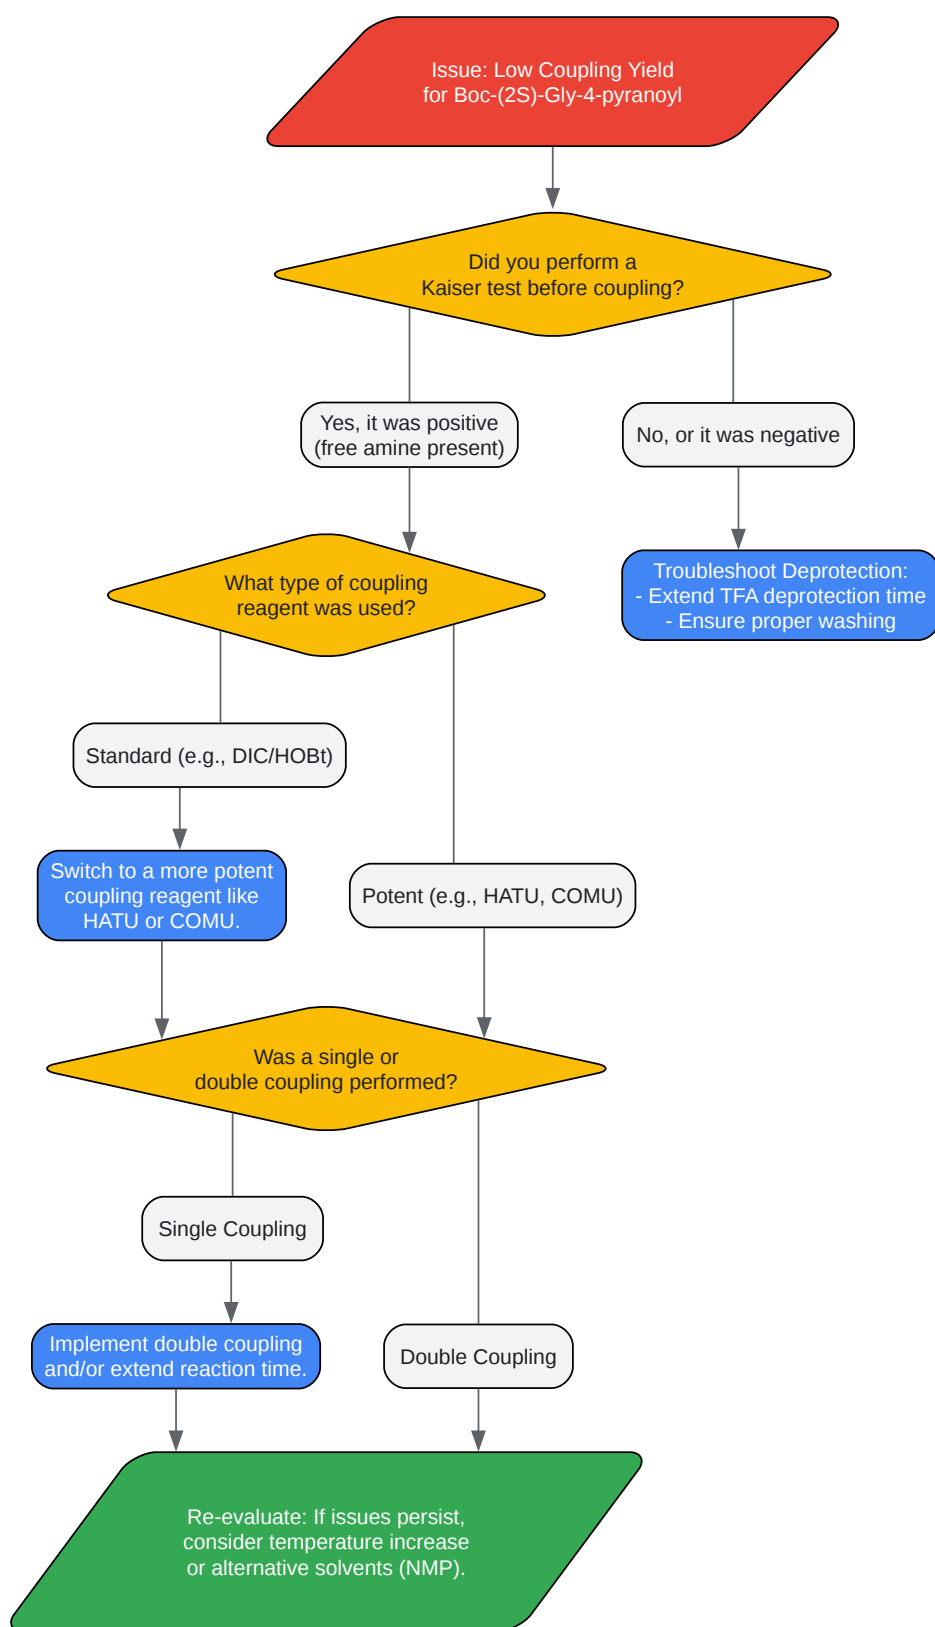 Issue: Low Coupling Yield
for Boc-(2S)-Gly-4-pyranoyl
Did you perform a
Kaiser test before coupling?
Yes, it was positive
(free amine present)
No, or it was negative
What type of coupling
reagent was used?
Troubleshoot Deprotection:
- Extend TFA deprotection time
- Ensure proper washing
Standard (e.g., DIC/HOBt)
Switch to a more potent
coupling reagent like
HATU or COMU.
Potent (e.g., HATU, COMU)
Was a single or
double coupling performed?
Single Coupling
Implement double coupling
and/or extend reaction time.
Double Coupling
Re-evaluate: If issues persist,
consider temperature increase
or alternative solvents (NMP).